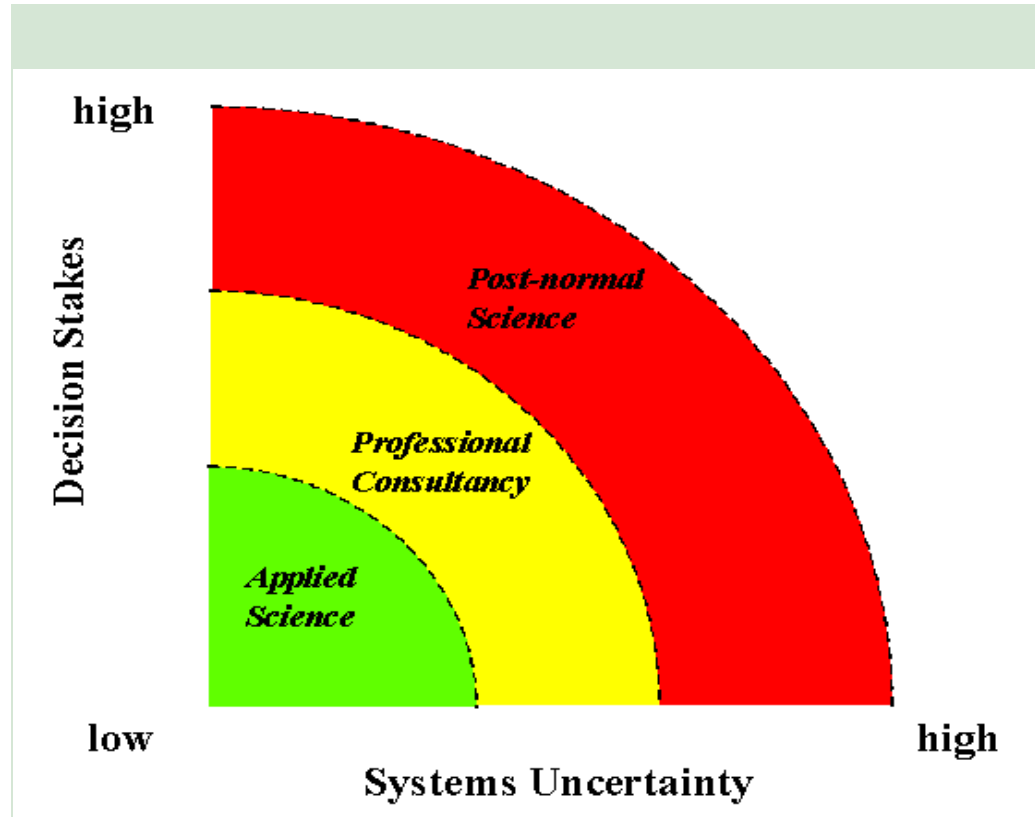 high
Decision Stakes
Post-normal
Science
Professional
Consultancy
Applied
Science
low
high
Systems Uncertainty